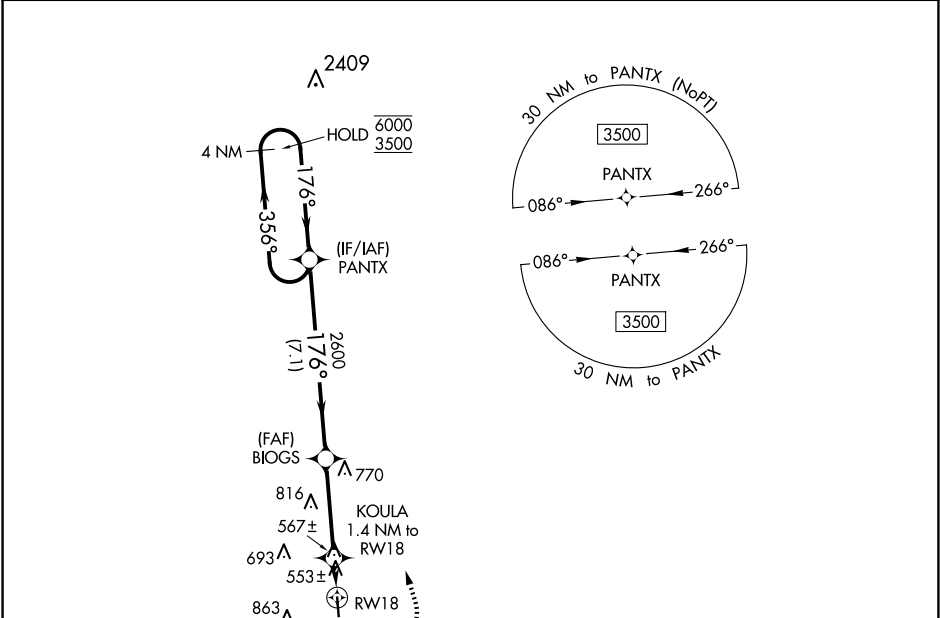 2409
HOLD 6000
3500
4 NM
176°
356°
(IF/IAF)
PANTX
2600
176°
(7.1)
(FAF)
BIOGS
770
816
KOULA
1.4 NM to
RW18
567±
693
553±
RW18
863
30 NM to PANTX (NoPT)
3500
PANTX
086°
266°
086°
266°
PANTX
3500
30 NM to PANTX